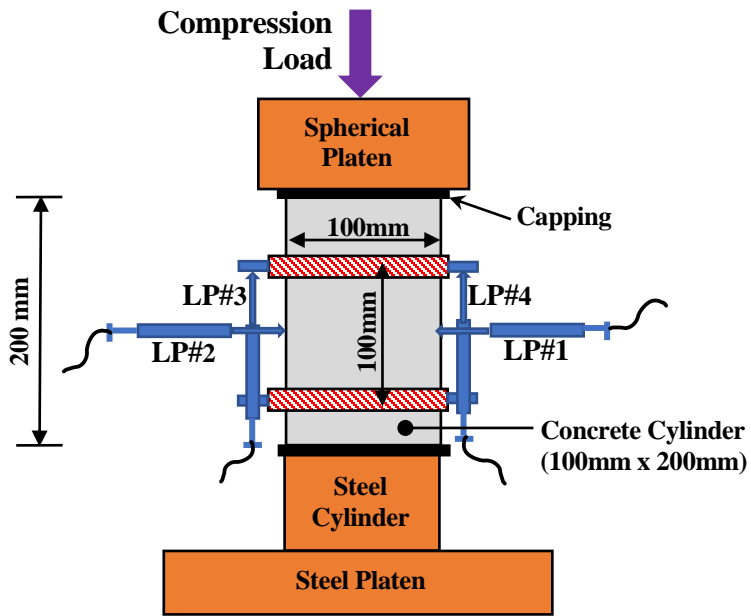 Compression
Load
Spherical
Platen
Capping
100mm
LP#3
LP#4
200 mm
100mm
LP#2
LP#1
Concrete Cylinder
(100mm x 200mm)
Steel
Cylinder
Steel Platen